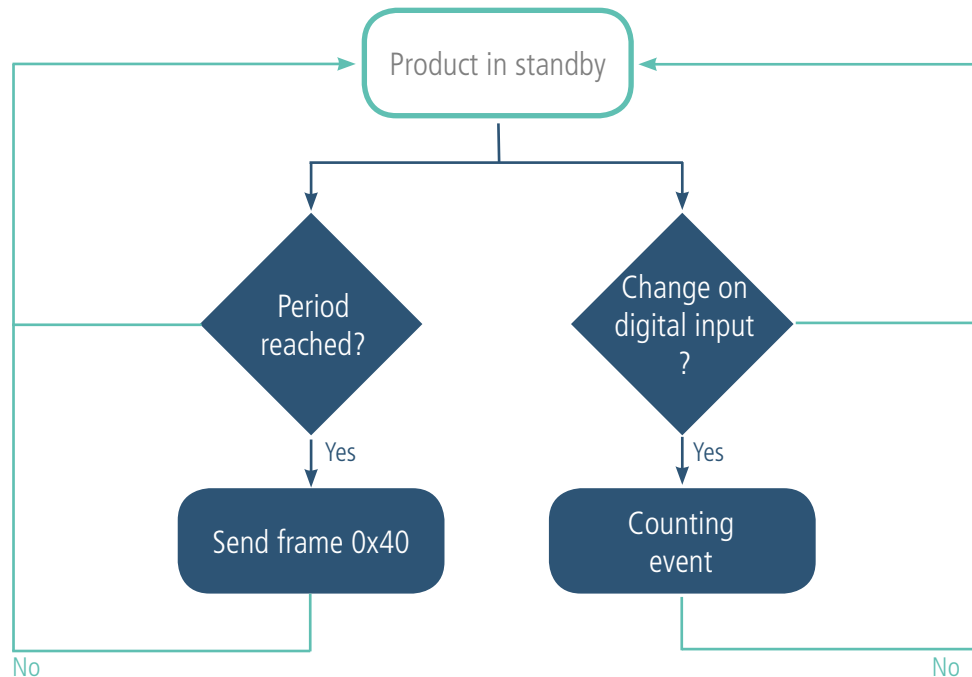 Product in standby
Period
reached?
Change on
digital input
?
Yes
Yes
Send frame 0x40
Counting
event
No
No